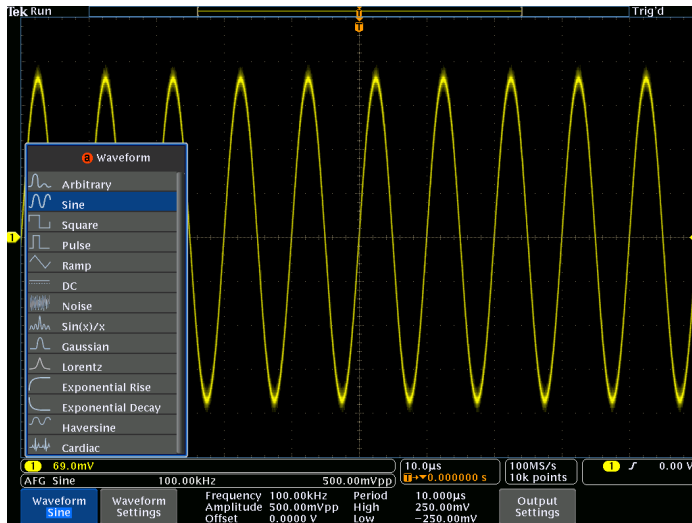 Tek Run Trig'd
T
T
a Waveform
Arbitrary
Sine
Square
Pulse
Ramp
DC
Noise
Sin(x)/x
Gaussian
Lorentz
Exponential Rise
Exponential Decay
Haversine
Cardiac
1
1 69.0mV
AFG Sine 100.00kHz 500.00mVpp
10.0µs
T→▼0.000000 s
100MS/s
10k points
1 0.00 V
Waveform
Sine
Waveform
Settings
Frequency 100.00kHz Period 10.000µs
Amplitude 500.00mVpp High 250.00mV
Offset 0.0000 V Low −250.00mV
Output
Settings